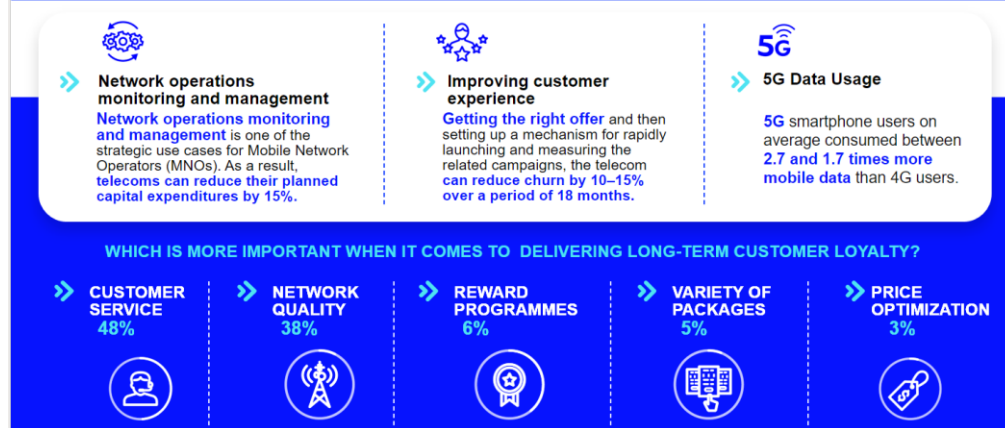 Network operations
monitoring and management
Network operations monitoring
and management is one of the
strategic use cases for Mobile Network
Operators (MNOs). As a result,
telecoms can reduce their planned
capital expenditures by 15%.
Improving customer
experience
Getting the right offer and then
setting up a mechanism for rapidly
launching and measuring the
related campaigns, the telecom
can reduce churn by 10–15%
over a period of 18 months.
5G
5G Data Usage
5G smartphone users on
average consumed between
2.7 and 1.7 times more
mobile data than 4G users.
WHICH IS MORE IMPORTANT WHEN IT COMES TO DELIVERING LONG-TERM CUSTOMER LOYALTY?
CUSTOMER
SERVICE
48%
NETWORK
QUALITY
38%
REWARD
PROGRAMMES
6%
VARIETY OF
PACKAGES
5%
PRICE
OPTIMIZATION
3%
$